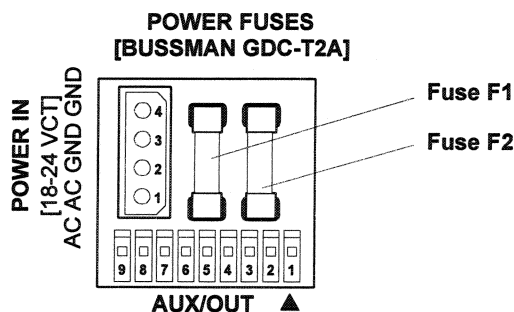 POWER FUSES
[BUSSMAN GDC-T2A]
Fuse F1
Fuse F2
POWER IN
[18-24 VCT]
AC AC GND GND
4
3
2
1
9 8 7 6 5 4 3 2 1
AUX/OUT ▲